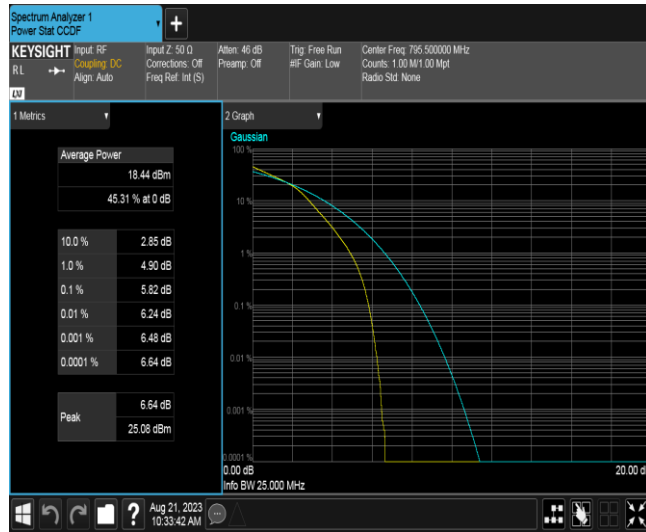 Spectrum Analyzer 1
Power Stat CCDF
+
KEYSIGHT
RL
LXI
Input: RF
Coupling: DC
Align: Auto
Input Z: 50 Ω
Corrections: Off
Freq Ref: Int (S)
Atten: 46 dB
Preamp: Off
Trig: Free Run
#IF Gain: Low
Center Freq: 795.500000 MHz
Counts: 1.00 M/1.00 Mpt
Radio Std: None
1 Metrics
Average Power
18.44 dBm
45.31 % at 0 dB
10.0 % 2.85 dB
1.0 % 4.90 dB
0.1 % 5.82 dB
0.01 % 6.24 dB
0.001 % 6.48 dB
0.0001 % 6.64 dB
Peak
6.64 dB
25.08 dBm
2 Graph
Gaussian
100 %
10 %
1 %
0.1 %
0.01 %
0.001 %
0.0001 %
0.00 dB
20.00 d
Info BW 25.000 MHz
?
Aug 21, 2023
10:33:42 AM